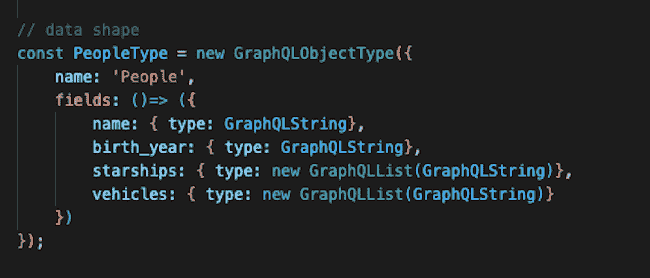 // data shape
const PeopleType = new GraphQLObjectType({
    name: 'People',
    fields: ()=> ({
        name: { type: GraphQLString},
        birth_year: { type: GraphQLString},
        starships: { type: new GraphQLList(GraphQLString)},
        vehicles: { type: new GraphQLList(GraphQLString)}
    })
});